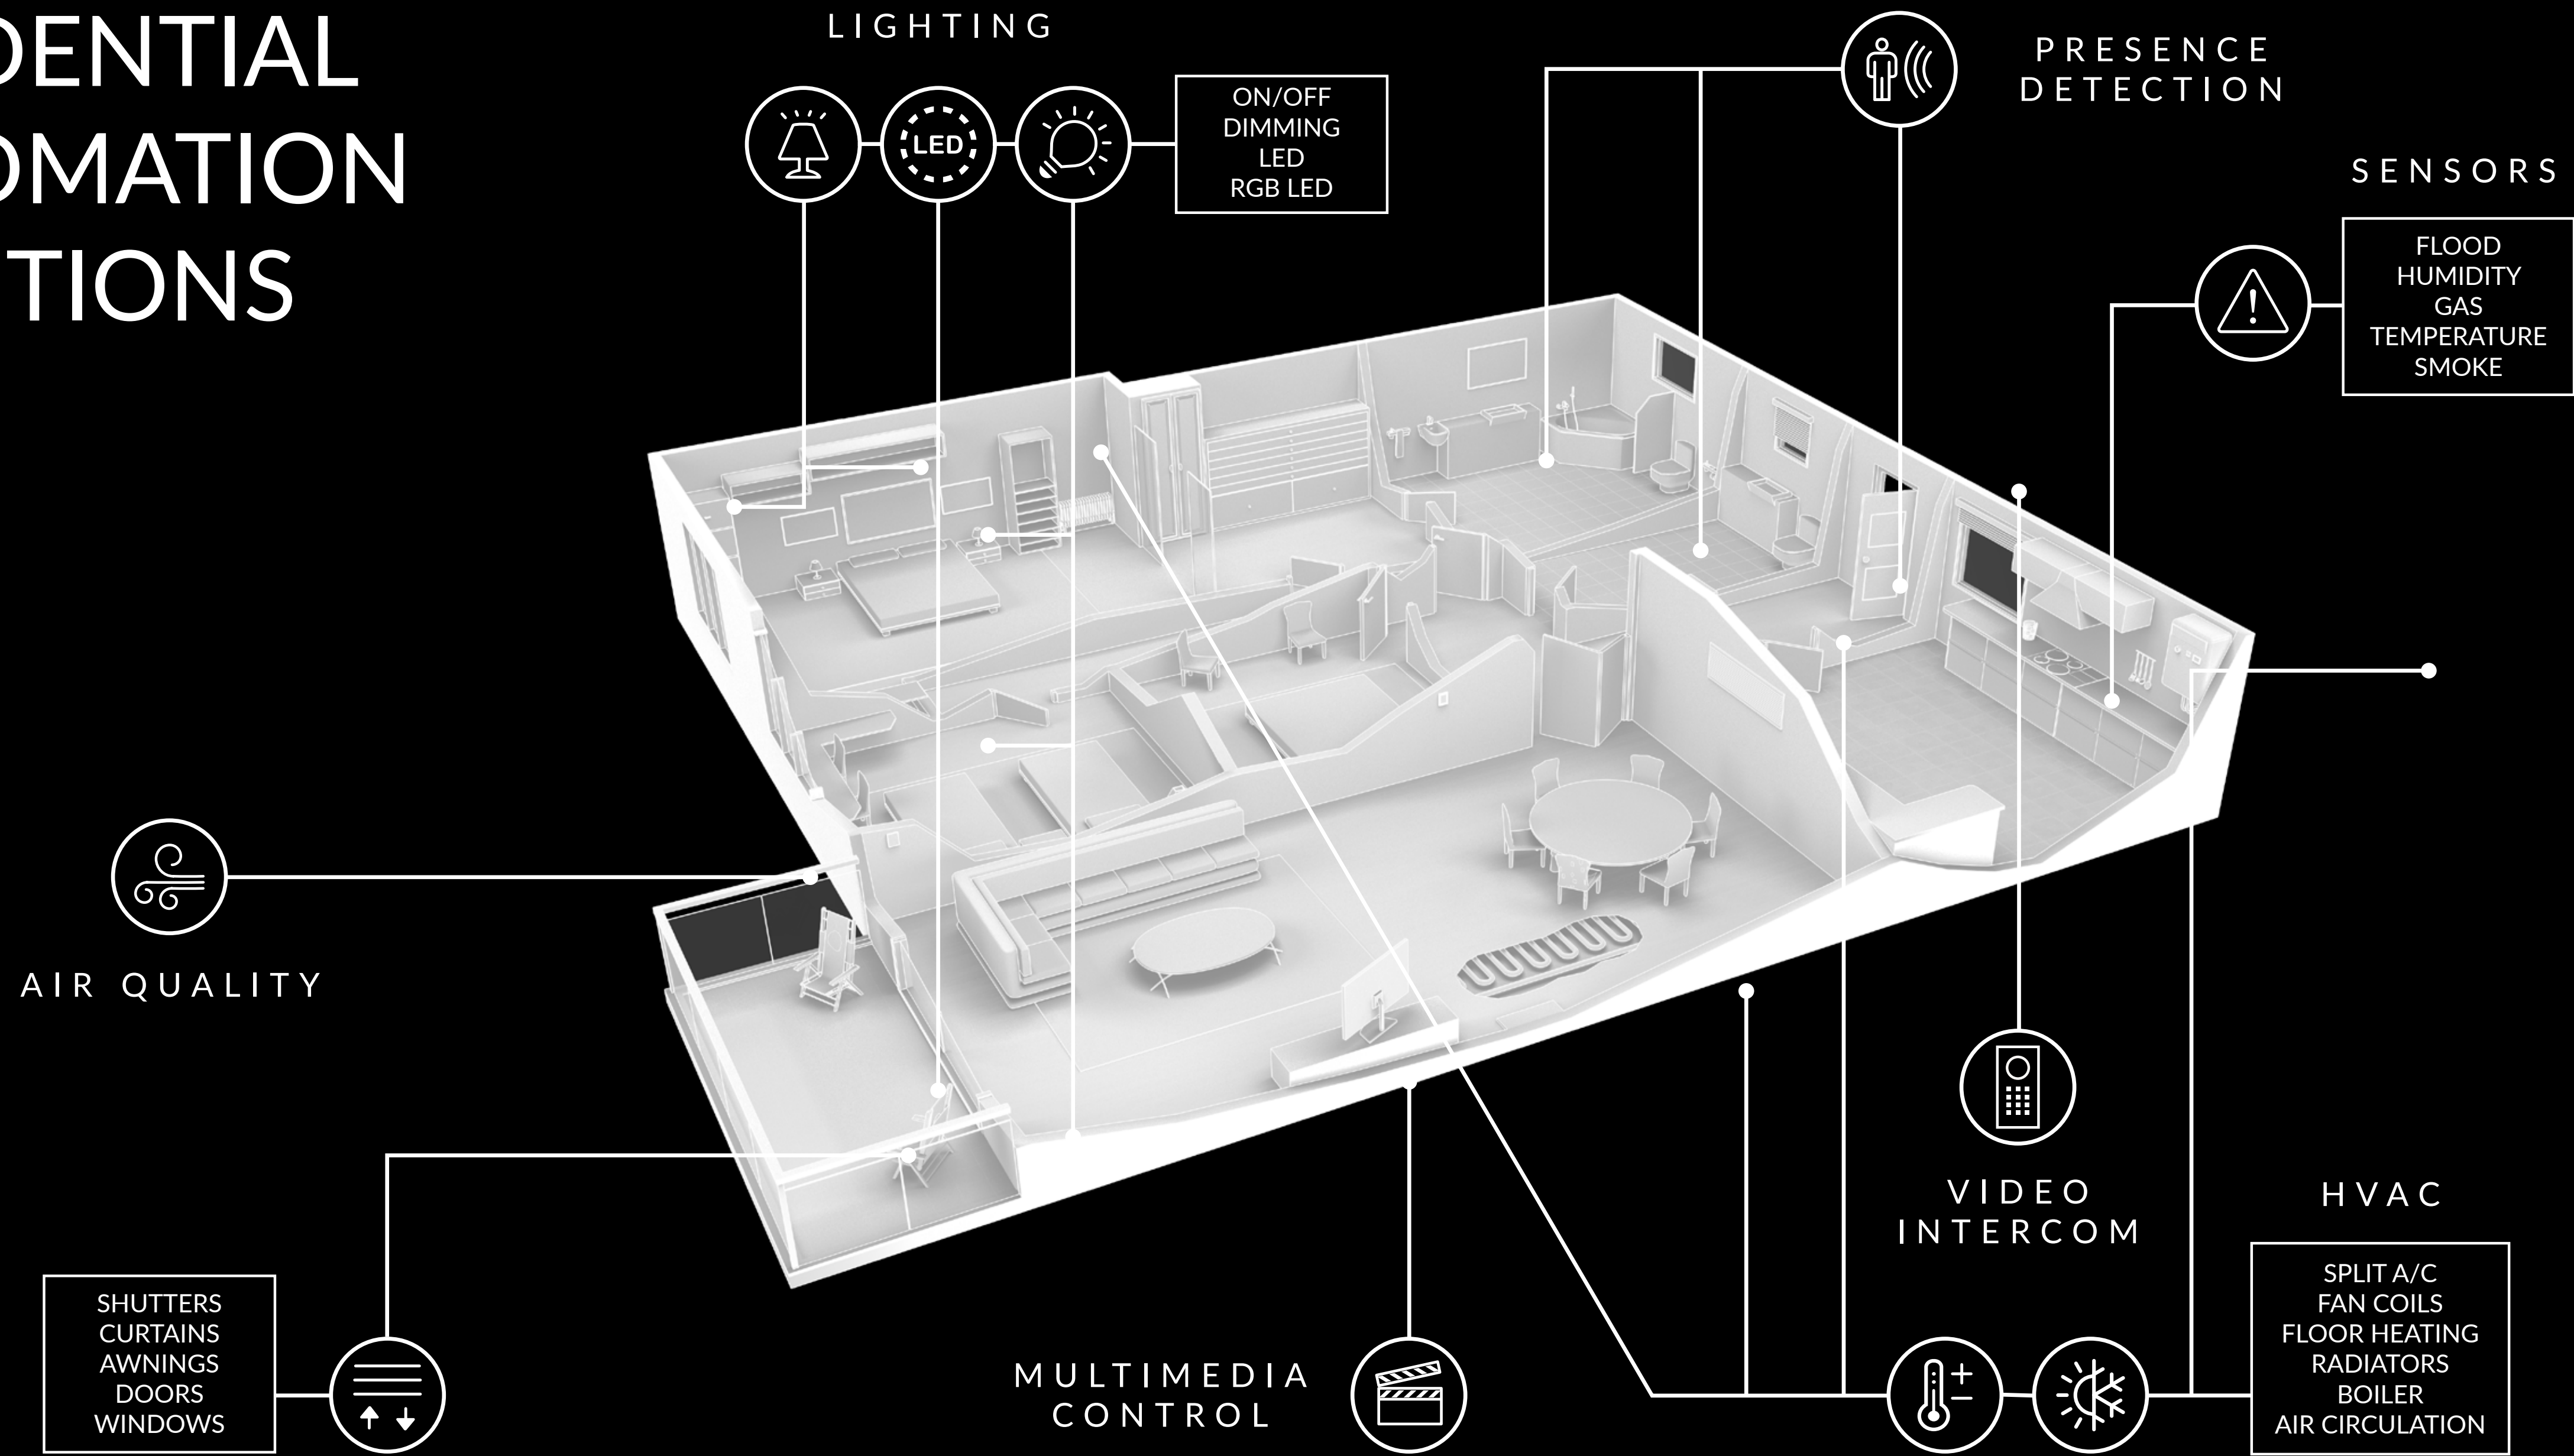 DENTIAL
OMATION
TIONS
LIGHTING
LED
ON/OFF
DIMMING
LED
RGB LED
PRESENCE
DETECTION
SENSORS
FLOOD
HUMIDITY
GAS
TEMPERATURE
SMOKE
AIR QUALITY
SHUTTERS
CURTAINS
AWNINGS
DOORS
WINDOWS
MULTIMEDIA
CONTROL
VIDEO
INTERCOM
HVAC
SPLIT A/C
FAN COILS
FLOOR HEATING
RADIATORS
BOILER
AIR CIRCULATION